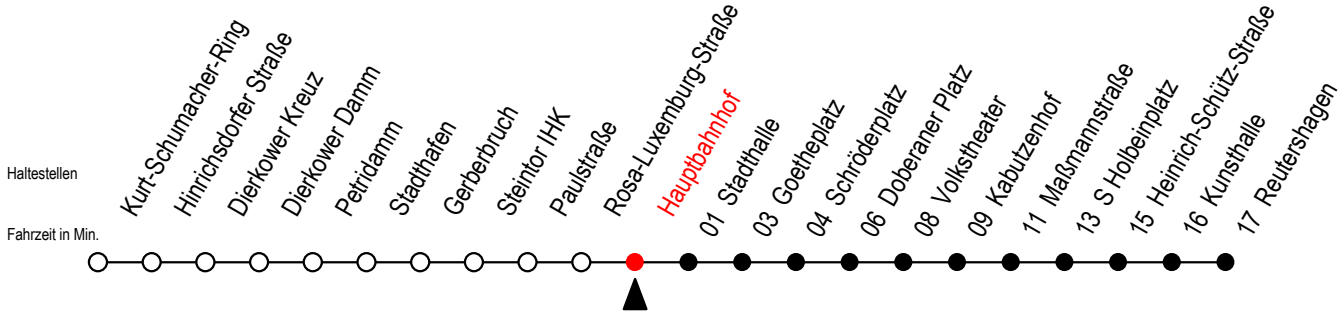 Haltestellen
Fahrzeit in Min.
Kurt-Schumacher-Ring
Hinrichsdorfer Straße
Dierkower Kreuz
Dierkower Damm
Petridamm
Stadthafen
Gerberbruch
Steintor IHK
Paulstraße
Rosa-Luxemburg-Straße
Hauptbahnhof
01 Stadthalle
03 Goetheplatz
04 Schröderplatz
06 Doberaner Platz
08 Volkstheater
09 Kabutzenhof
11 Maßmannstraße
13 S Holbeinplatz
15 Heinrich-Schütz-Straße
16 Kunsthalle
17 Reutershagen